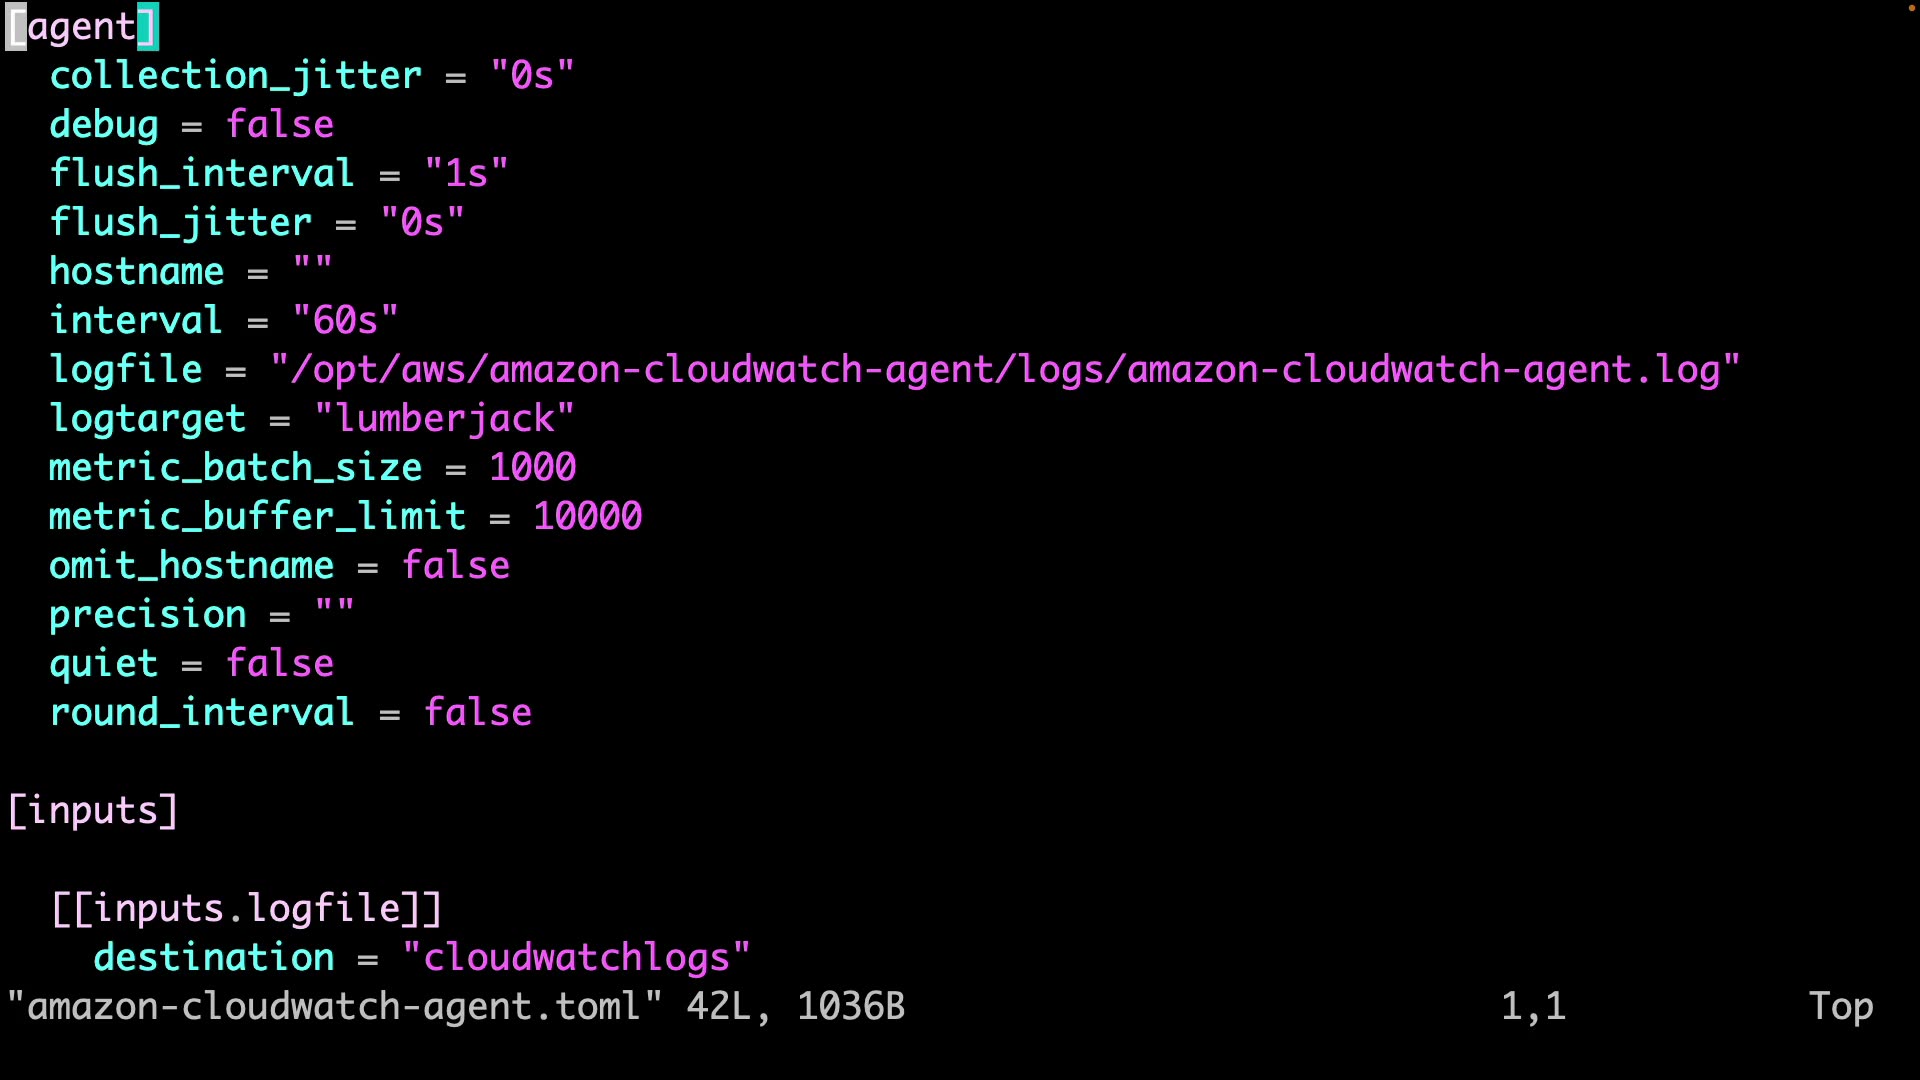 [agent]
  collection_jitter = "0s"
  debug = false
  flush_interval = "1s"
  flush_jitter = "0s"
  hostname = ""
  interval = "60s"
  logfile = "/opt/aws/amazon-cloudwatch-agent/logs/amazon-cloudwatch-agent.log"
  logtarget = "lumberjack"
  metric_batch_size = 1000
  metric_buffer_limit = 10000
  omit_hostname = false
  precision = ""
  quiet = false
  round_interval = false
[inputs]
  [[inputs.logfile]]
    destination = "cloudwatchlogs"
"amazon-cloudwatch-agent.toml" 42L, 1036B 1,1 Top